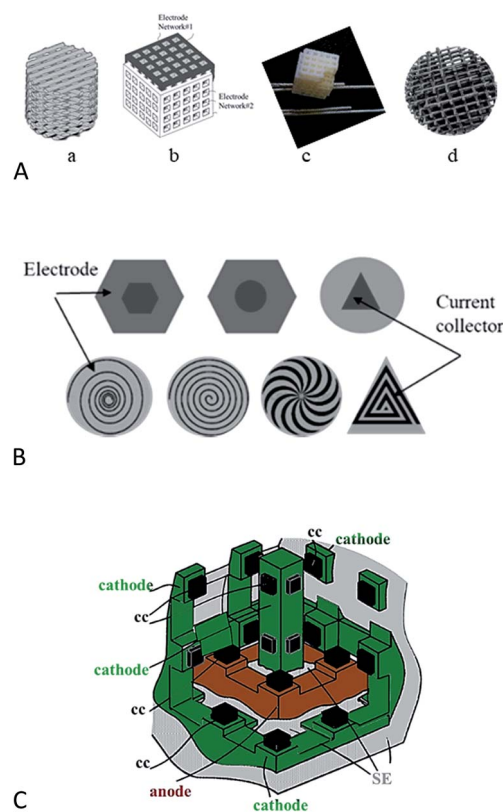 Electrode
Network#1
Electrode
Network#2
a
b
c
d
A
Electrode
Current
collector
B
cc
cathode
cathode
cc
cathode
cc
cc
anode
SE
cathode
C